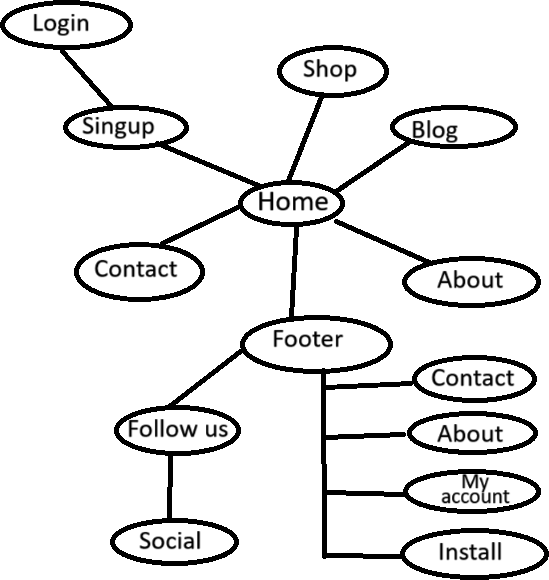 Login
Shop
Singup
Blog
Home
Contact
About
Footer
Contact
Follow us
About
My
account
Social
Install